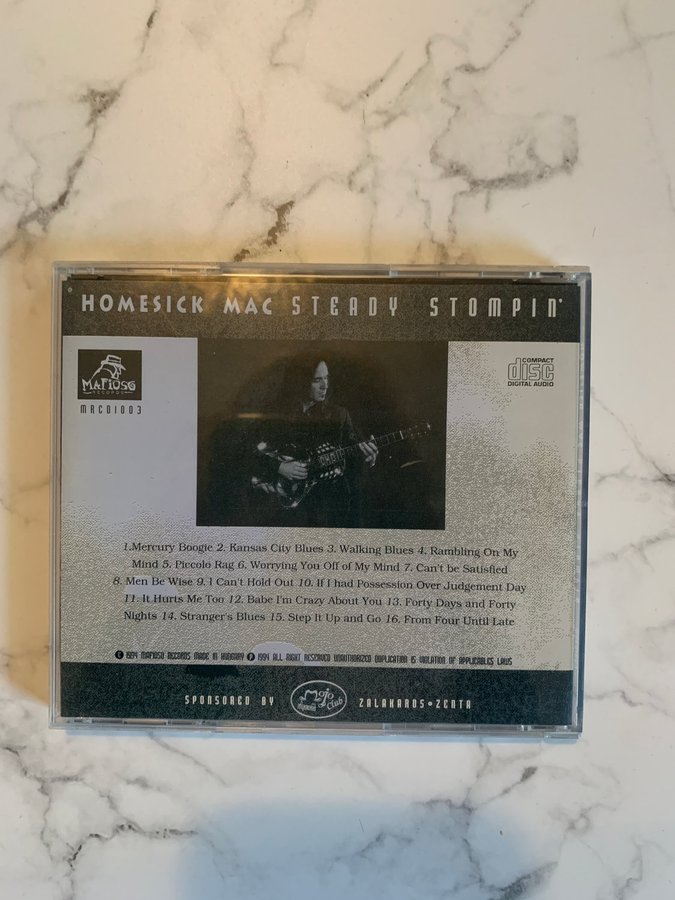 HOMESICK MAC STEADY STOMPIN'
MAFIOSO
RECORDS
MRCD1003
COMPACT
disc
DIGITAL AUDIO
1.Mercury Boogie 2. Kansas City Blues 3. Walking Blues 4. Rambling On My
Mind 5. Piccolo Rag 6. Worrying You Off of My Mind 7. Can't be Satisfied
8. Men Be Wise 9. I Can't Hold Out 10. If I had Possession Over Judgement Day
11. It Hurts Me Too 12. Babe I'm Crazy About You 13. Forty Days and Forty
Nights 14. Stranger's Blues 15. Step It Up and Go 16. From Four Until Late
Ⓒ 1994 MAFIOSO RECORDS MADE IN HUNGARY Ⓟ 1994 ALL RIGHT RESERVED UNAUTHORIZED DUPLICATION IS VIOLATION OF APPLICABLES LAWS
SPONSORED BY Mojo Club ZALAKAROS•ZENTA